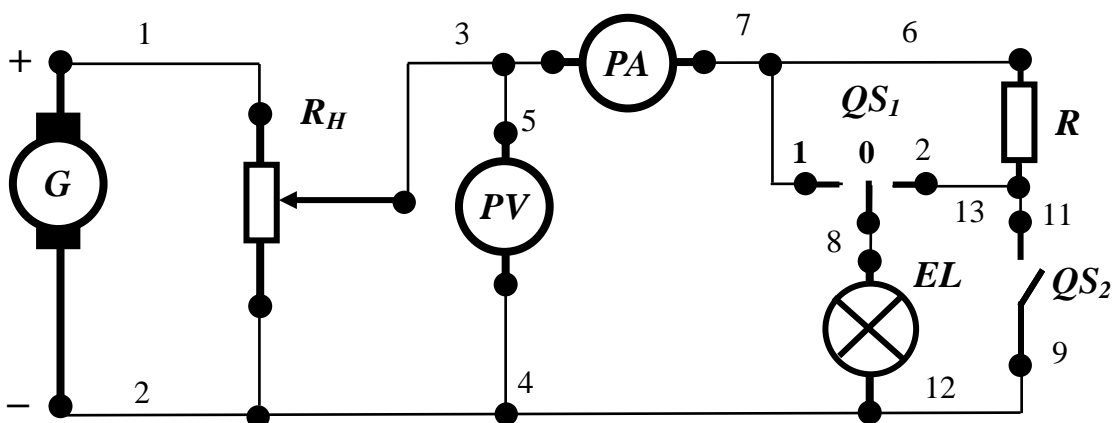 1 3 7 6
+
PA
R_H QS₁
5 R
1 0 2
G
PV
13 11
8
EL QS₂
9
2 4 12
−